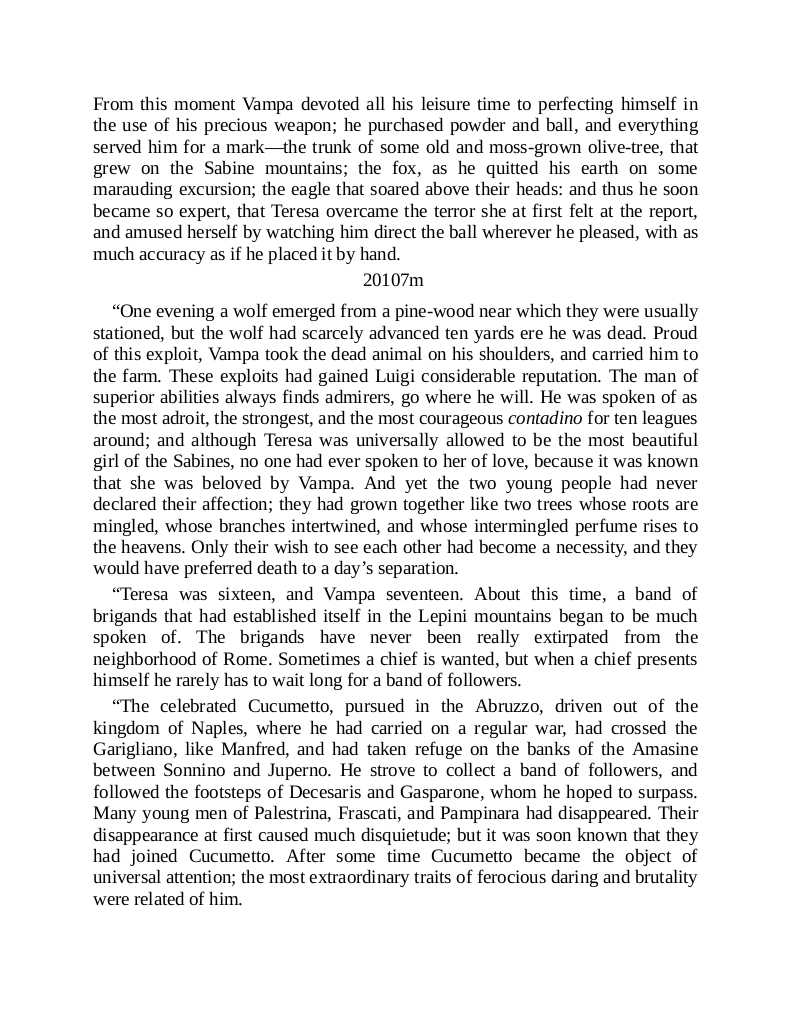 From this moment Vampa devoted all his leisure time to perfecting himself in
the use of his precious weapon; he purchased powder and ball, and everything
served him for a mark—the trunk of some old and moss-grown olive-tree, that
grew on the Sabine mountains; the fox, as he quitted his earth on some
marauding excursion; the eagle that soared above their heads: and thus he soon
became so expert, that Teresa overcame the terror she at first felt at the report,
and amused herself by watching him direct the ball wherever he pleased, with as
much accuracy as if he placed it by hand.
20107m
“One evening a wolf emerged from a pine-wood near which they were usually
stationed, but the wolf had scarcely advanced ten yards ere he was dead. Proud
of this exploit, Vampa took the dead animal on his shoulders, and carried him to
the farm. These exploits had gained Luigi considerable reputation. The man of
superior abilities always finds admirers, go where he will. He was spoken of as
the most adroit, the strongest, and the most courageous contadino for ten leagues
around; and although Teresa was universally allowed to be the most beautiful
girl of the Sabines, no one had ever spoken to her of love, because it was known
that she was beloved by Vampa. And yet the two young people had never
declared their affection; they had grown together like two trees whose roots are
mingled, whose branches intertwined, and whose intermingled perfume rises to
the heavens. Only their wish to see each other had become a necessity, and they
would have preferred death to a day’s separation.
“Teresa was sixteen, and Vampa seventeen. About this time, a band of
brigands that had established itself in the Lepini mountains began to be much
spoken of. The brigands have never been really extirpated from the
neighborhood of Rome. Sometimes a chief is wanted, but when a chief presents
himself he rarely has to wait long for a band of followers.
“The celebrated Cucumetto, pursued in the Abruzzo, driven out of the
kingdom of Naples, where he had carried on a regular war, had crossed the
Garigliano, like Manfred, and had taken refuge on the banks of the Amasine
between Sonnino and Juperno. He strove to collect a band of followers, and
followed the footsteps of Decesaris and Gasparone, whom he hoped to surpass.
Many young men of Palestrina, Frascati, and Pampinara had disappeared. Their
disappearance at first caused much disquietude; but it was soon known that they
had joined Cucumetto. After some time Cucumetto became the object of
universal attention; the most extraordinary traits of ferocious daring and brutality
were related of him.